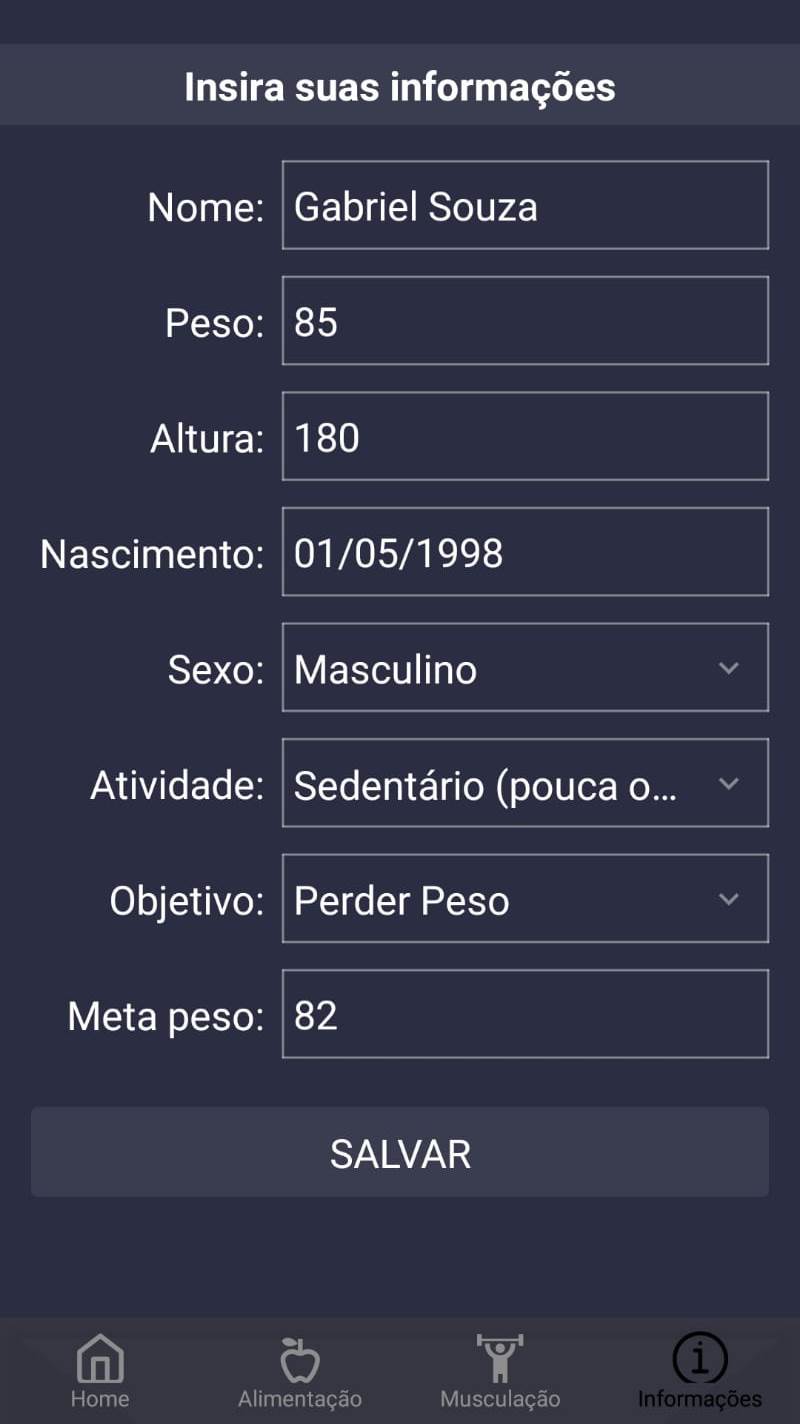 Insira suas informações
Nome: Gabriel Souza
Peso: 85
Altura: 180
Nascimento: 01/05/1998
Sexo: Masculino
Atividade: Sedentário (pouca o...
Objetivo: Perder Peso
Meta peso: 82
SALVAR
Home Alimentação Musculação Informações